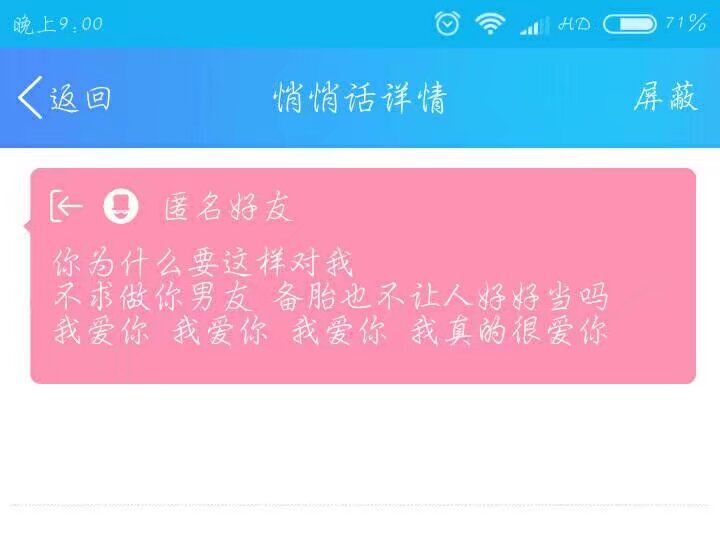 晚上9:00 HD 71%
返回 悄悄话详情 屏蔽
匿名好友
你为什么要这样对我
不求做你男友 备胎也不让人好好当吗
我爱你 我爱你 我爱你 我真的很爱你